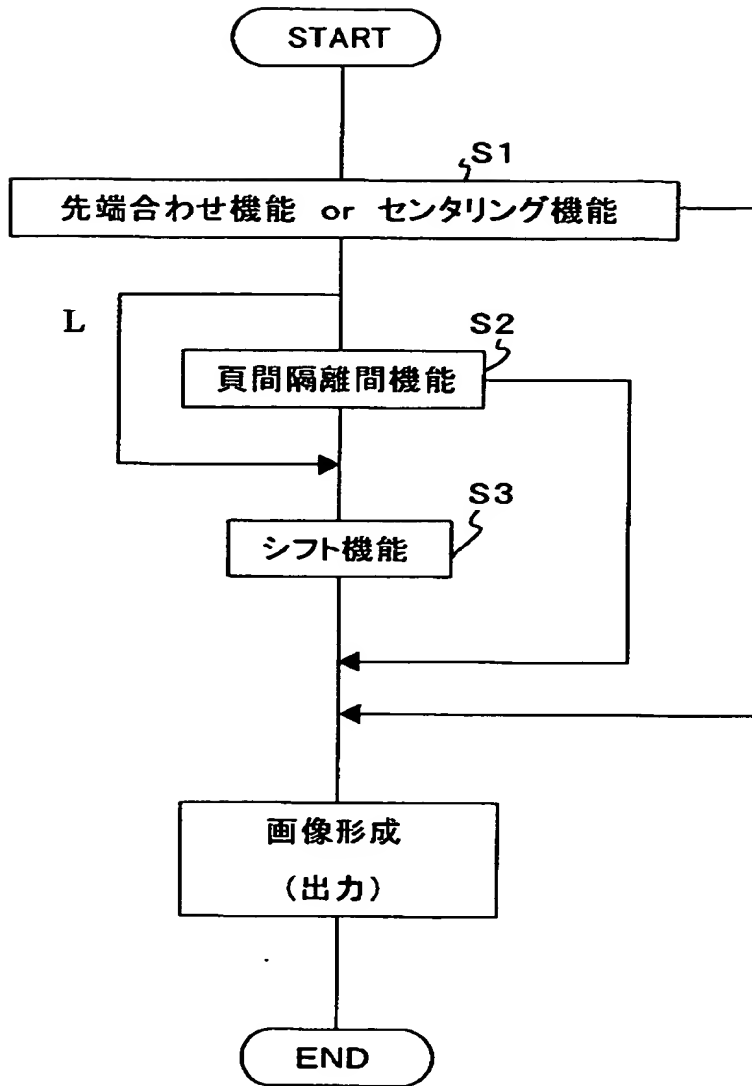 START
S1
先端合わせ機能 or センタリング機能
L
S2
頁間隔離間機能
S3
シフト機能
画像形成
(出力)
END